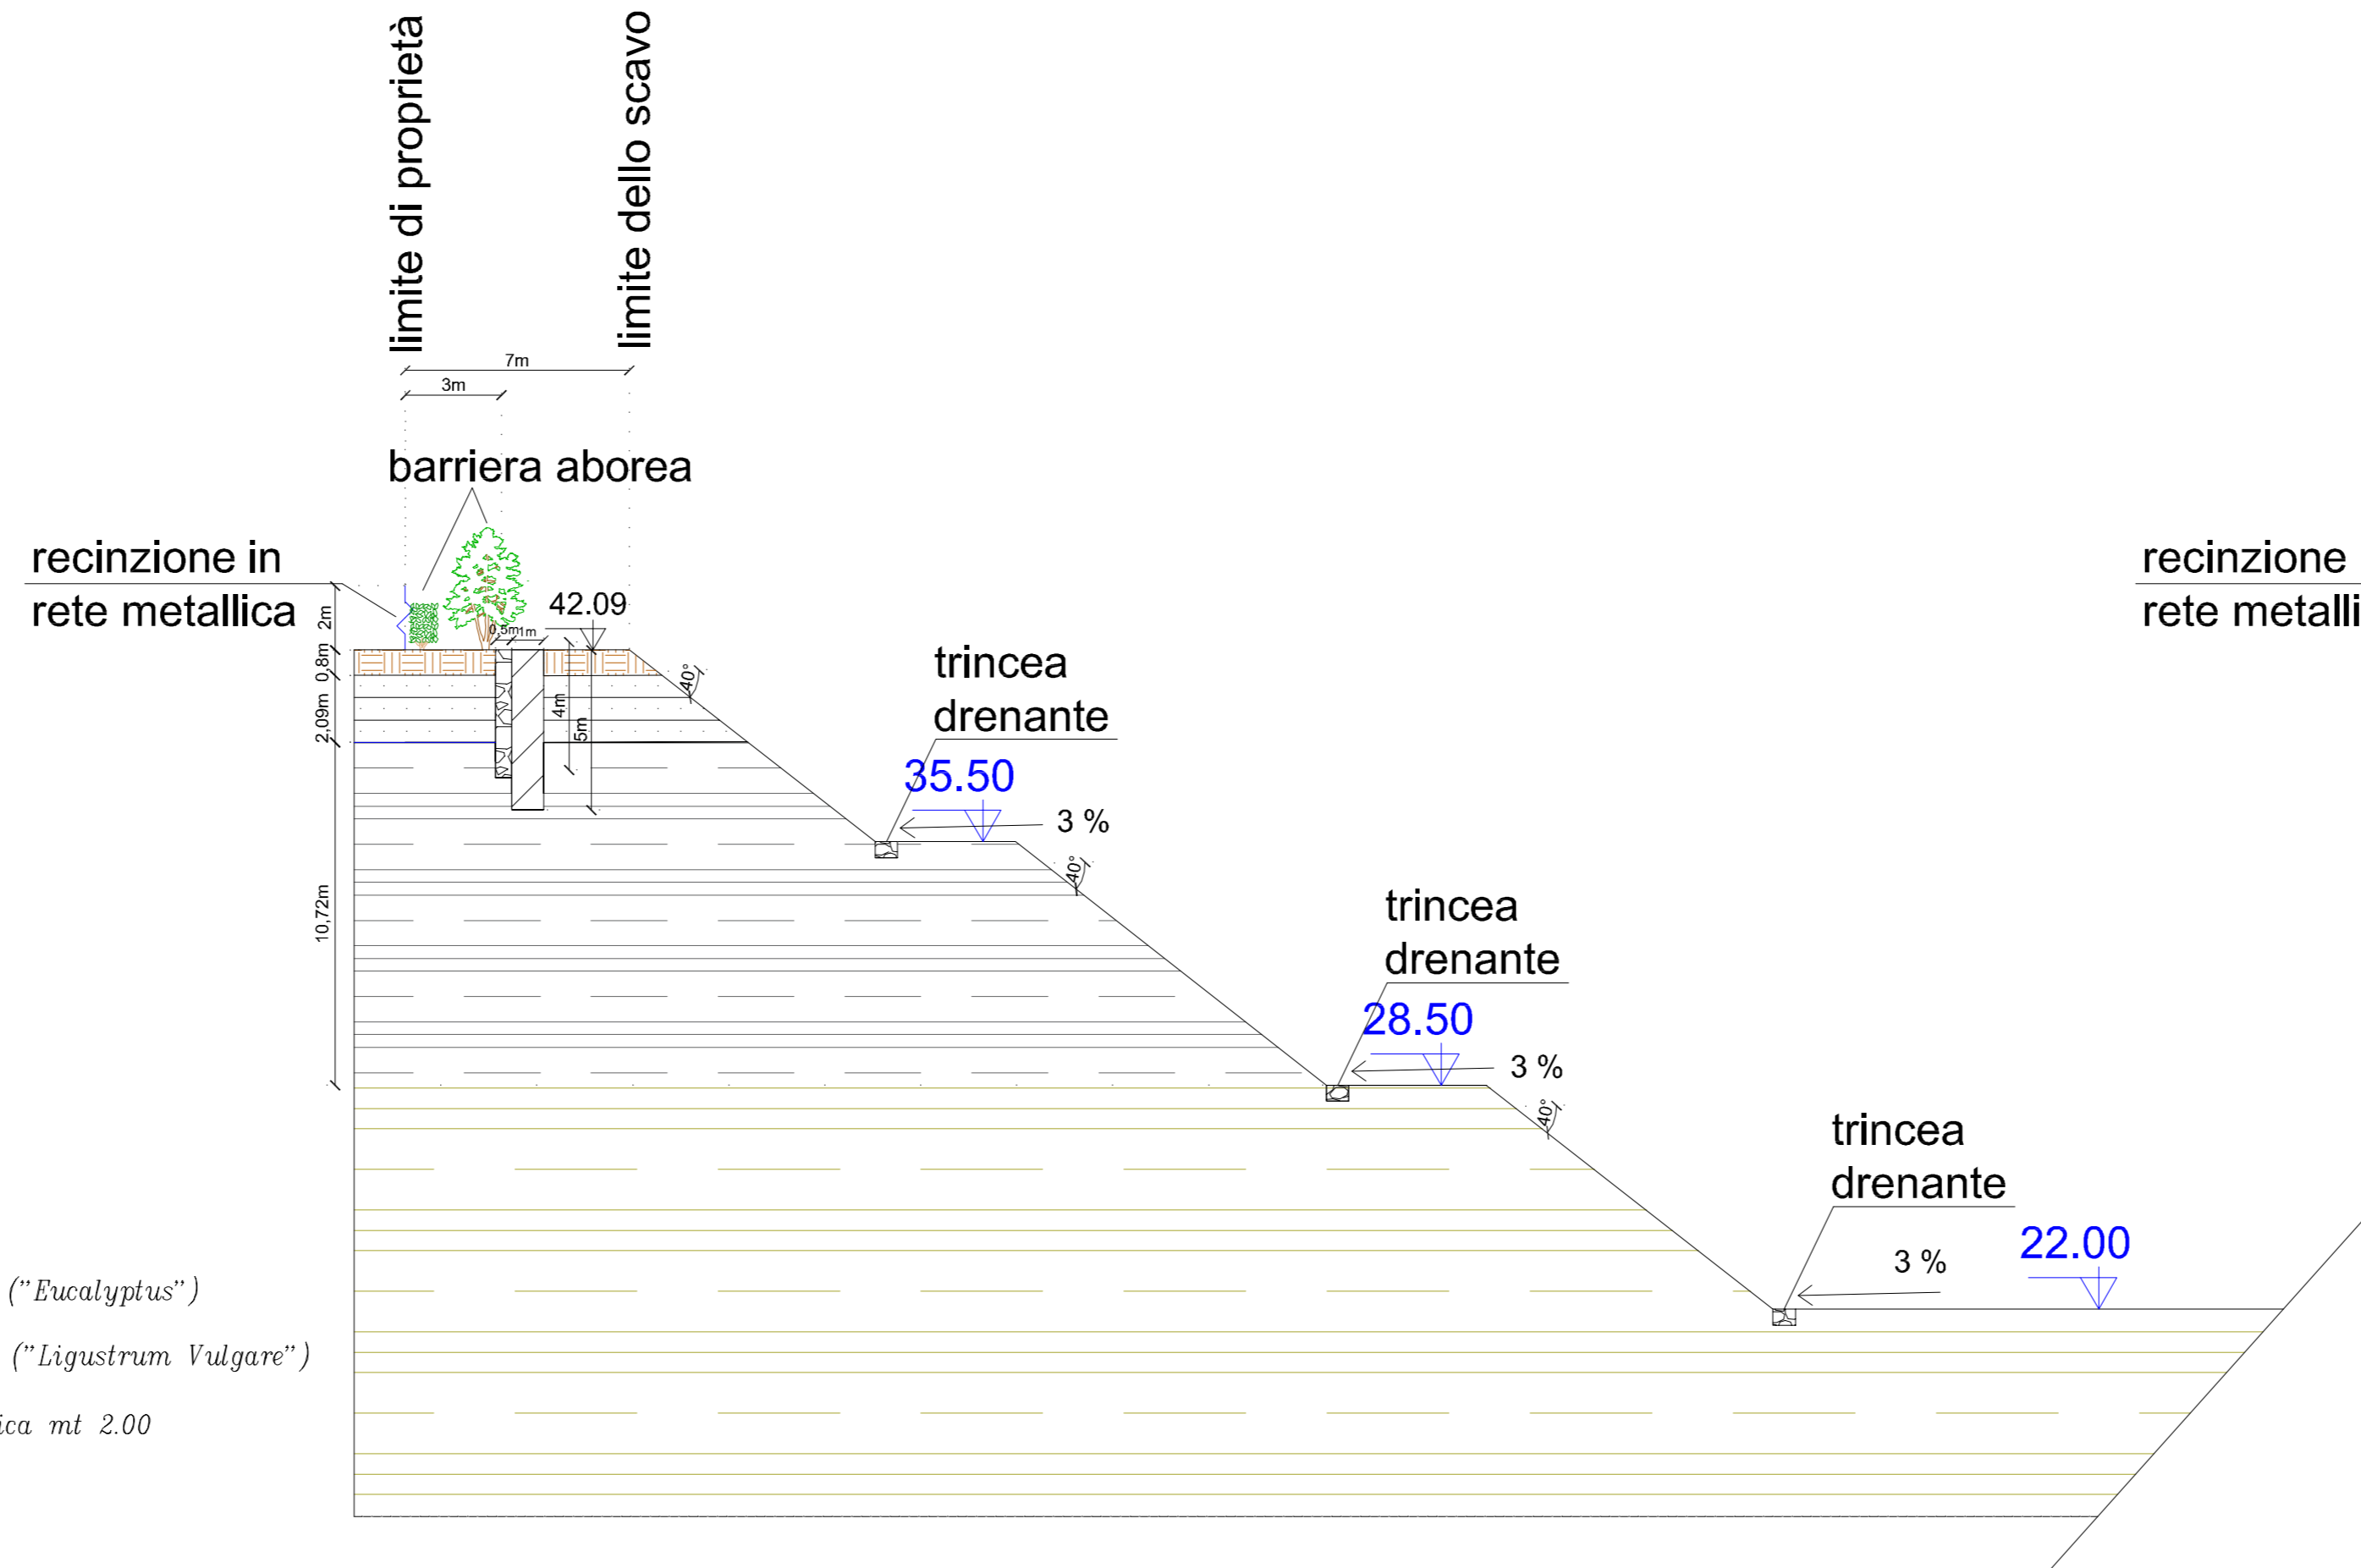 limite di proprietà
limite dello scavo
7m
3m
barriera aborea
recinzione in
rete metallica
recinzione
rete metalli
2m
0,8m
2,09m
10,72m
0,5m
1m
42.09
4m
5m
40°
trincea
drenante
35.50
3 %
40°
trincea
drenante
28.50
3 %
40°
trincea
drenante
22.00
3 %
("Eucalyptus")
("Ligustrum Vulgare")
ica mt 2.00